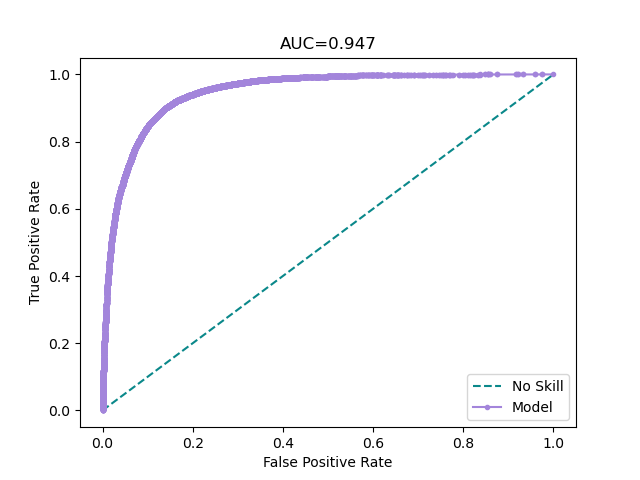 AUC=0.947
True Positive Rate
1.0
0.8
0.6
0.4
0.2
0.0
0.0 0.2 0.4 0.6 0.8 1.0
False Positive Rate
No Skill
Model